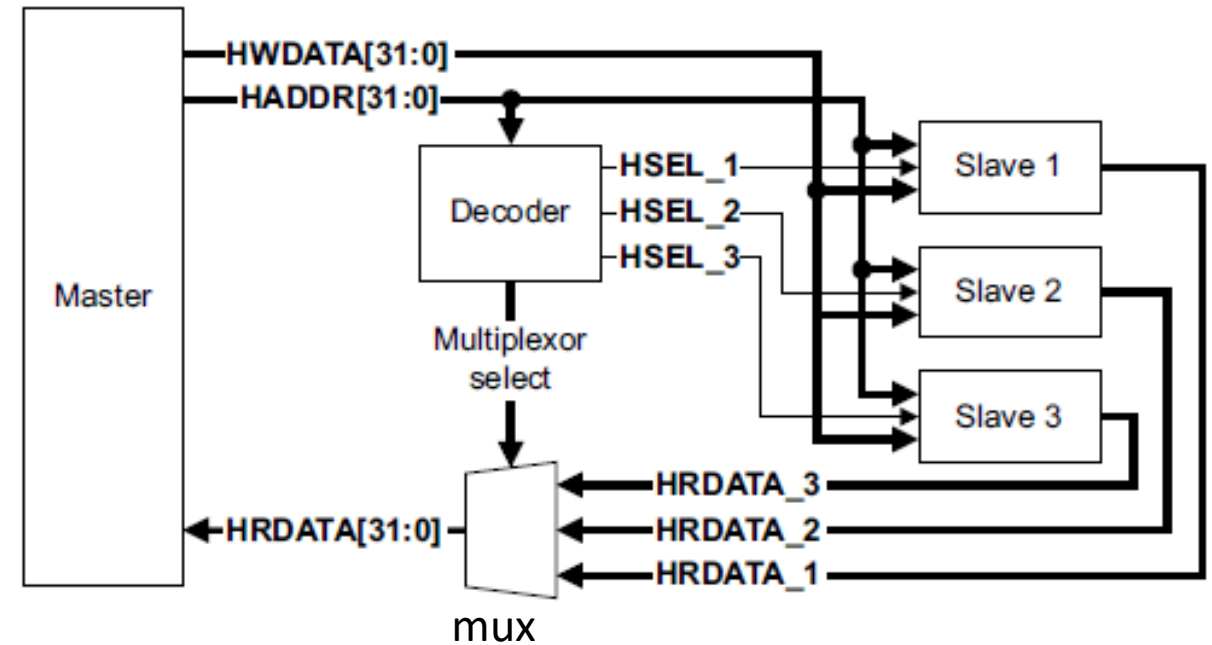 HWDATA[31:0]
HADDR[31:0]
HSEL_1
Slave 1
Decoder
HSEL_2
HSEL_3
Master
Slave 2
Multiplexor
select
Slave 3
HRDATA_3
HRDATA[31:0]
HRDATA_2
HRDATA_1
mux